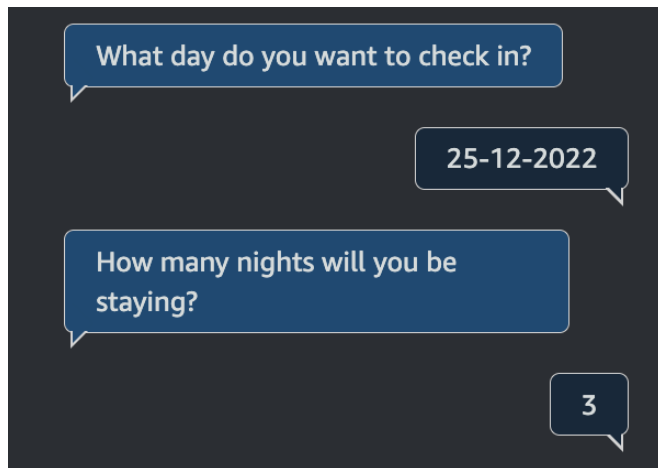 What day do you want to check in?
25-12-2022
How many nights will you be
staying?
3